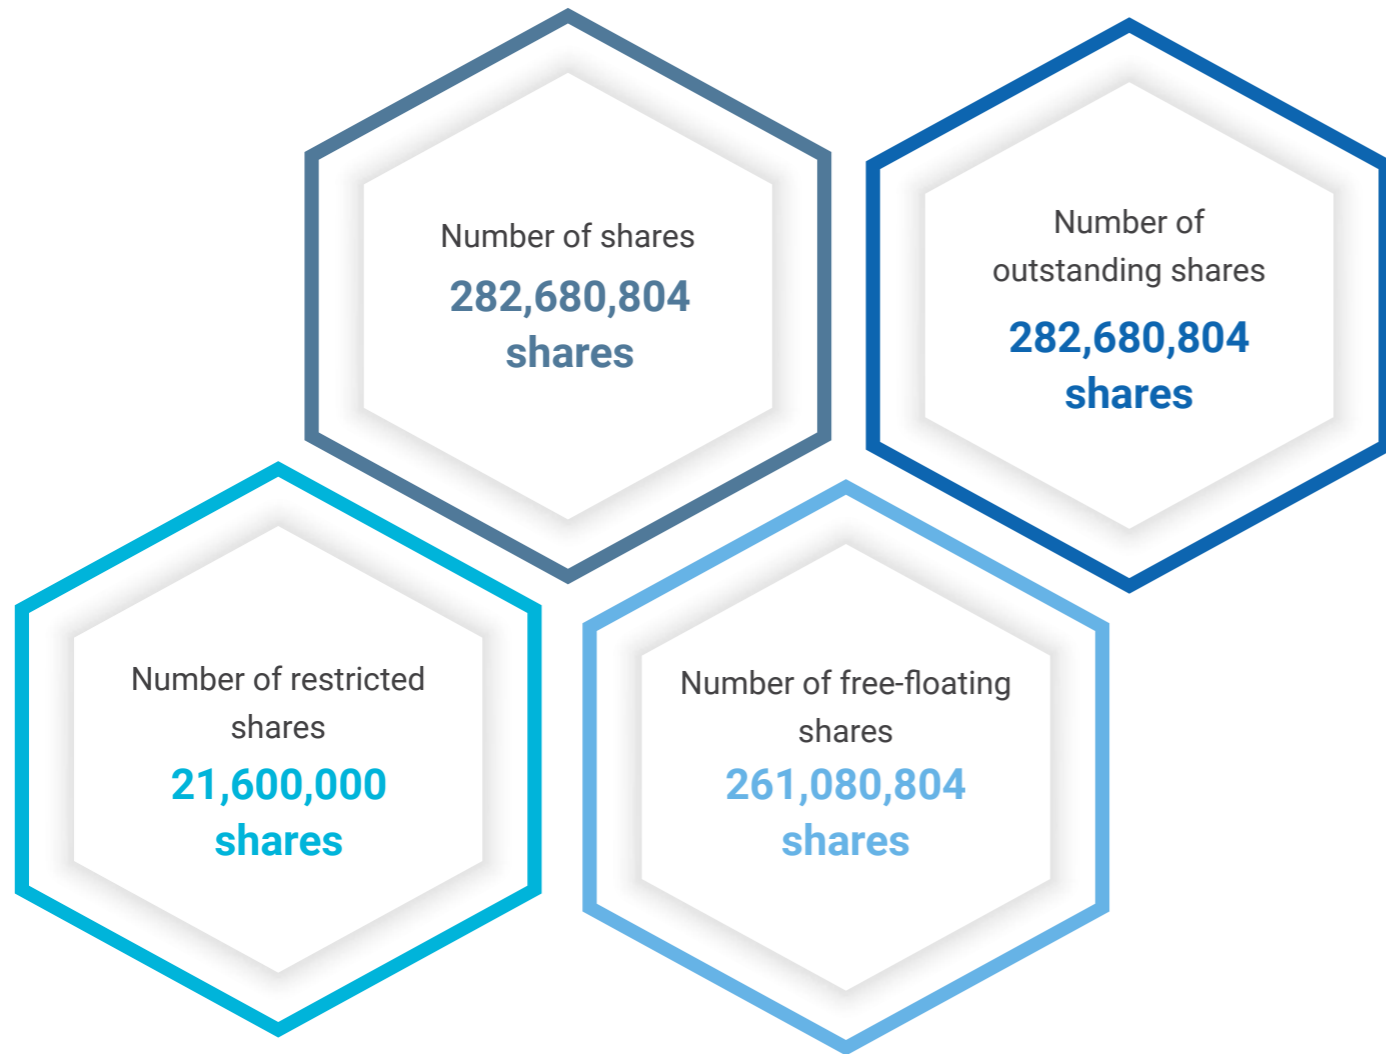 Number of shares
282,680,804
shares
Number of
outstanding shares
282,680,804
shares
Number of restricted
shares
21,600,000
shares
Number of free-floating
shares
261,080,804
shares